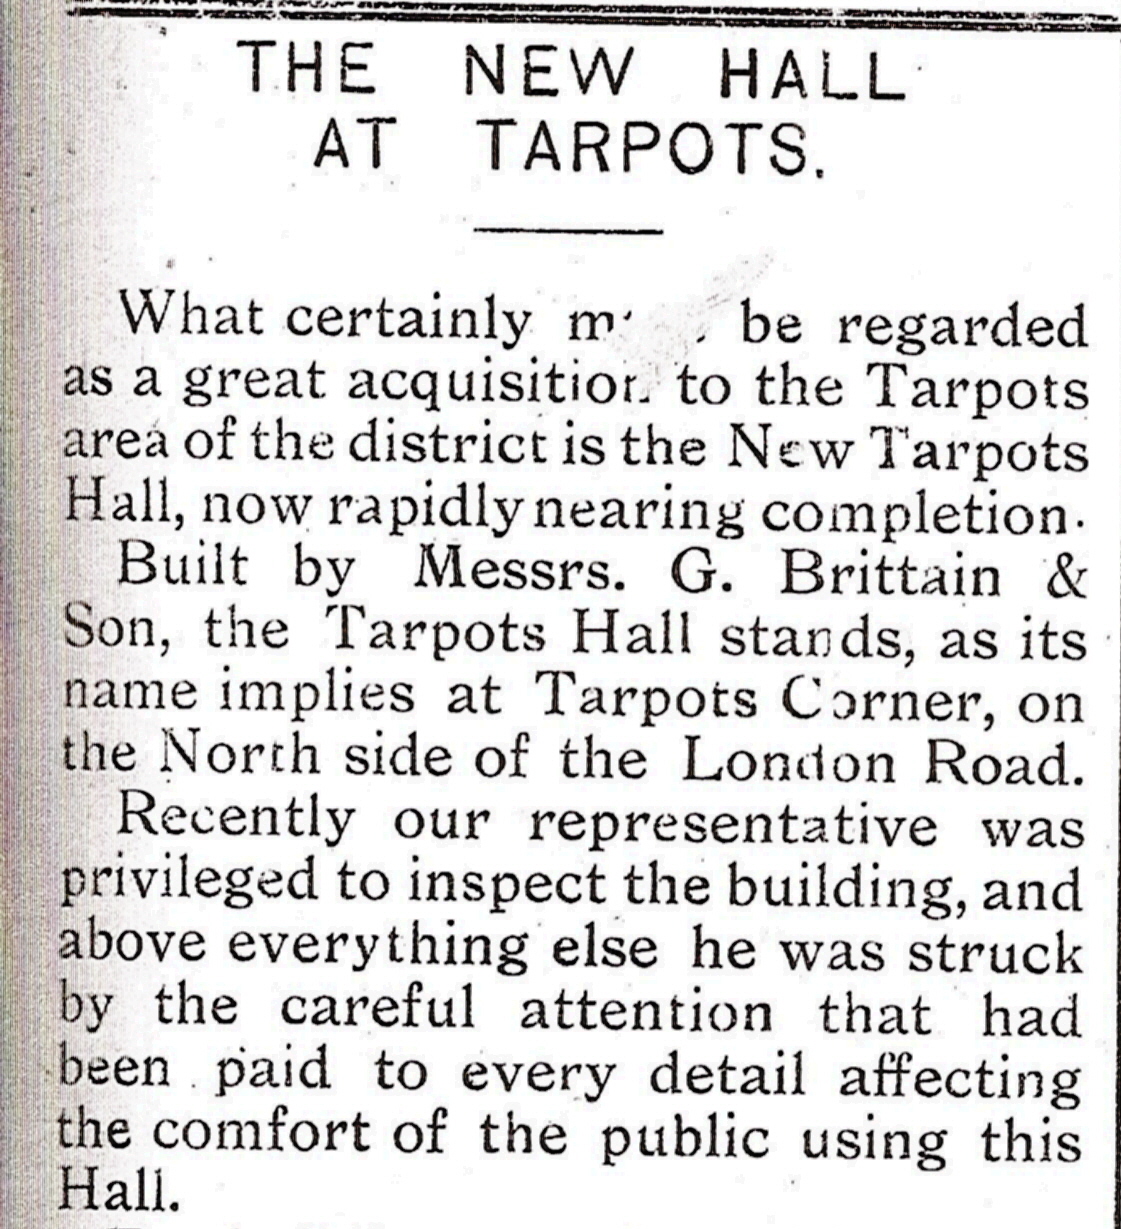 THE NEW HALL
AT TARPOTS.
What certainly be regarded
as a great acquisition to the Tarpots
area of the district is the New Tarpots
Hall, now rapidly nearing completion.
Built by Messrs. G. Brittain &
Son, the Tarpots Hall stands, as its
name implies at Tarpots Corner, on
the North side of the London Road.
Recently our representative was
privileged to inspect the building, and
above everything else he was struck
by the careful attention that had
been paid to every detail affecting
the comfort of the public using this
Hall.